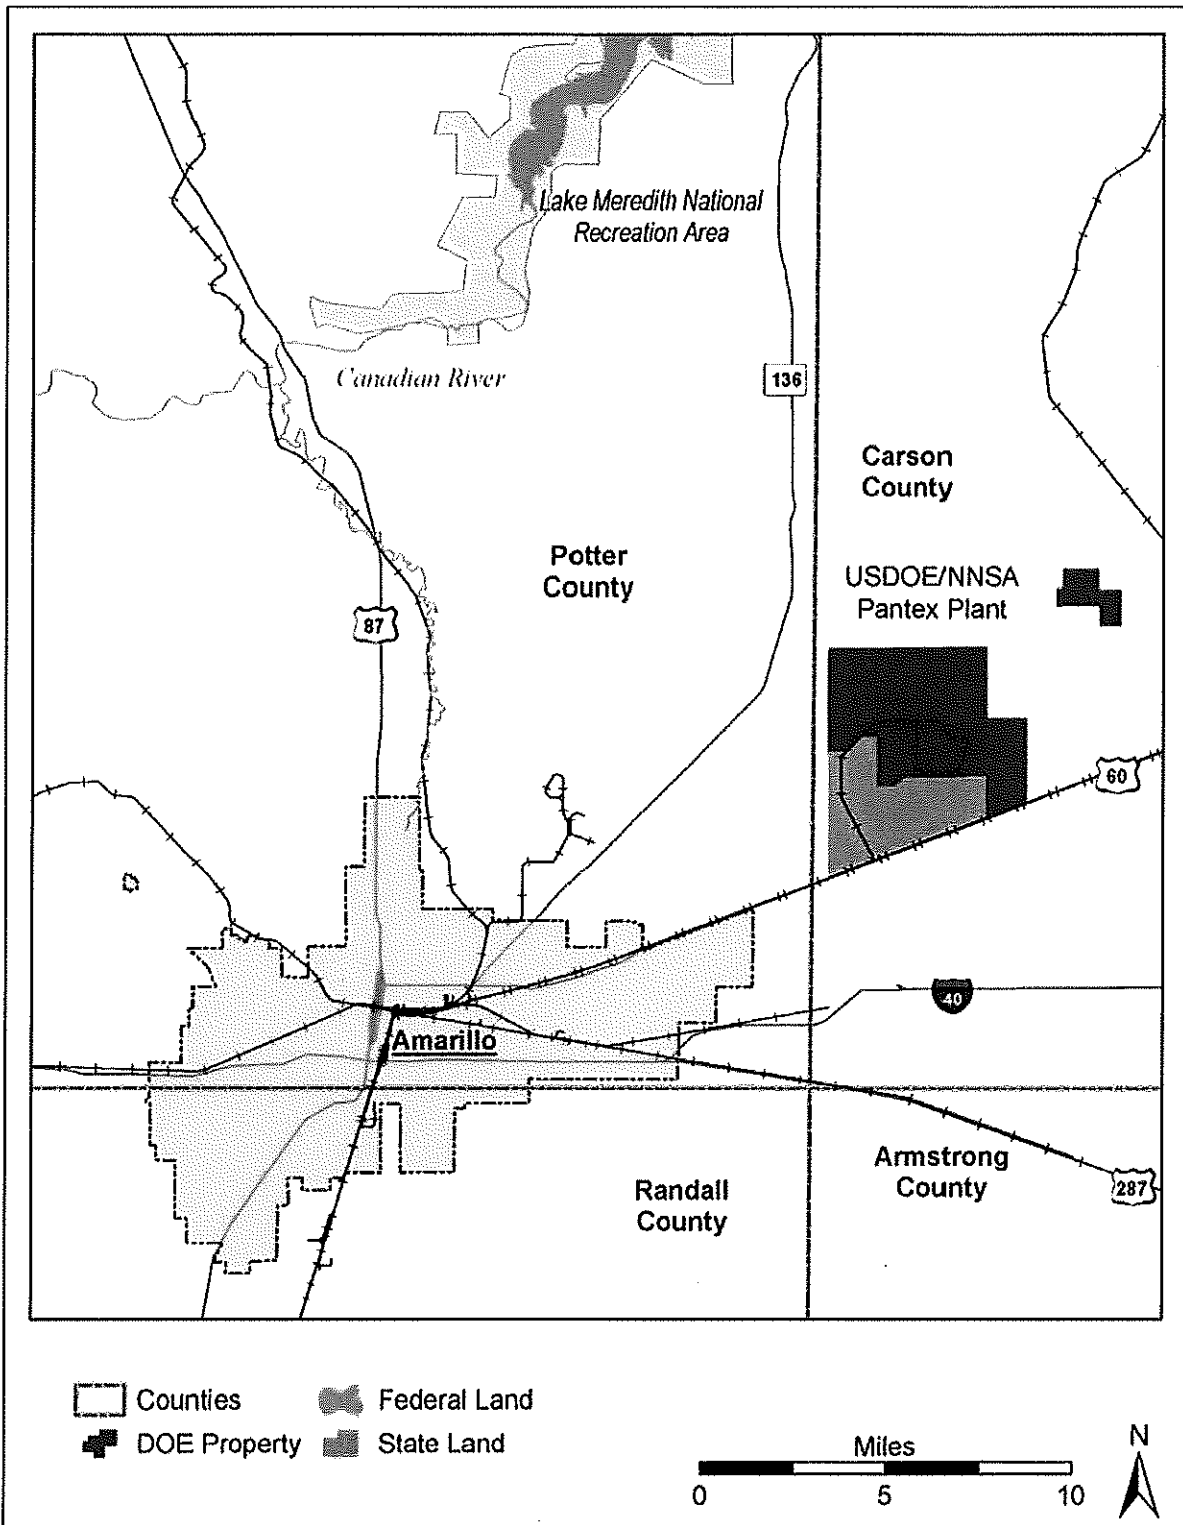 Lake Meredith National
Recreation Area
Canadian River
136
Carson
County
Potter
County
USDOE/NNSA
Pantex Plant
87
60
40
Amarillo
Armstrong
County
Randall
County
287
Counties
Federal Land
DOE Property
State Land
Miles
0 5 10
N